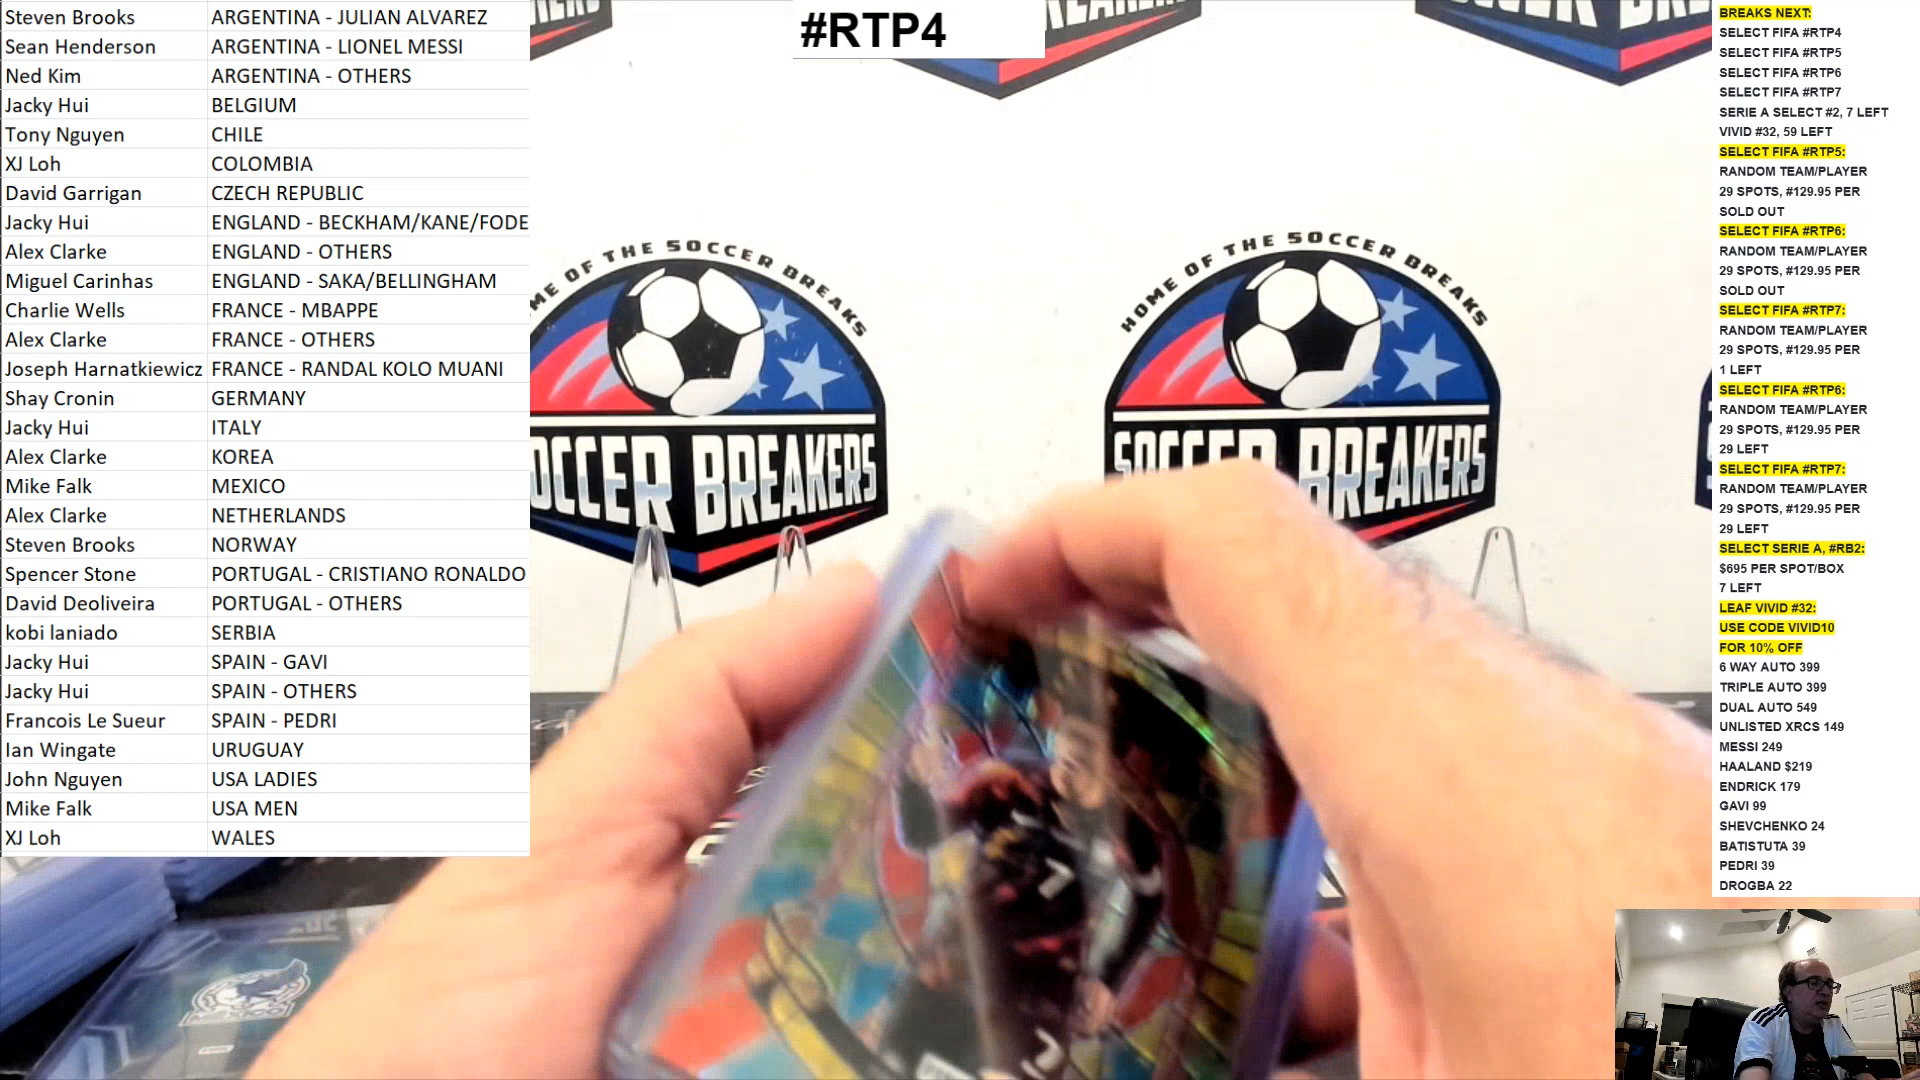 #RTP4
Steven Brooks ARGENTINA - JULIAN ALVAREZ
Sean Henderson ARGENTINA - LIONEL MESSI
Ned Kim ARGENTINA - OTHERS
Jacky Hui BELGIUM
Tony Nguyen CHILE
XJ Loh COLOMBIA
David Garrigan CZECH REPUBLIC
Jacky Hui ENGLAND - BECKHAM/KANE/FODE
Alex Clarke ENGLAND - OTHERS
Miguel Carinhas ENGLAND - SAKA/BELLINGHAM
Charlie Wells FRANCE - MBAPPE
Alex Clarke FRANCE - OTHERS
Joseph Harnatkiewicz FRANCE - RANDAL KOLO MUANI
Shay Cronin GERMANY
Jacky Hui ITALY
Alex Clarke KOREA
Mike Falk MEXICO
Alex Clarke NETHERLANDS
Steven Brooks NORWAY
Spencer Stone PORTUGAL - CRISTIANO RONALDO
David Deoliveira PORTUGAL - OTHERS
kobi laniado SERBIA
Jacky Hui SPAIN - GAVI
Jacky Hui SPAIN - OTHERS
Francois Le Sueur SPAIN - PEDRI
Ian Wingate URUGUAY
John Nguyen USA LADIES
Mike Falk USA MEN
XJ Loh WALES
ME OF THE SOCCER BREAKS
OCCER BREAKERS
HOME OF THE SOCCER BREAKS
SOCCER BREAKERS
BREAKS NEXT:
SELECT FIFA #RTP4
SELECT FIFA #RTP5
SELECT FIFA #RTP6
SELECT FIFA #RTP7
SERIE A SELECT #2, 7 LEFT
VIVID #32, 59 LEFT
SELECT FIFA #RTP5:
RANDOM TEAM/PLAYER
29 SPOTS, #129.95 PER
SOLD OUT
SELECT FIFA #RTP6:
RANDOM TEAM/PLAYER
29 SPOTS, #129.95 PER
SOLD OUT
SELECT FIFA #RTP7:
RANDOM TEAM/PLAYER
29 SPOTS, #129.95 PER
1 LEFT
SELECT FIFA #RTP6:
RANDOM TEAM/PLAYER
29 SPOTS, #129.95 PER
29 LEFT
SELECT FIFA #RTP7:
RANDOM TEAM/PLAYER
29 SPOTS, #129.95 PER
29 LEFT
SELECT SERIE A, #RB2:
$695 PER SPOT/BOX
7 LEFT
LEAF VIVID #32:
USE CODE VIVID10
FOR 10% OFF
6 WAY AUTO 399
TRIPLE AUTO 399
DUAL AUTO 549
UNLISTED XRCS 149
MESSI 249
HAALAND $219
ENDRICK 179
GAVI 99
SHEVCHENKO 24
BATISTUTA 39
PEDRI 39
DROGBA 22